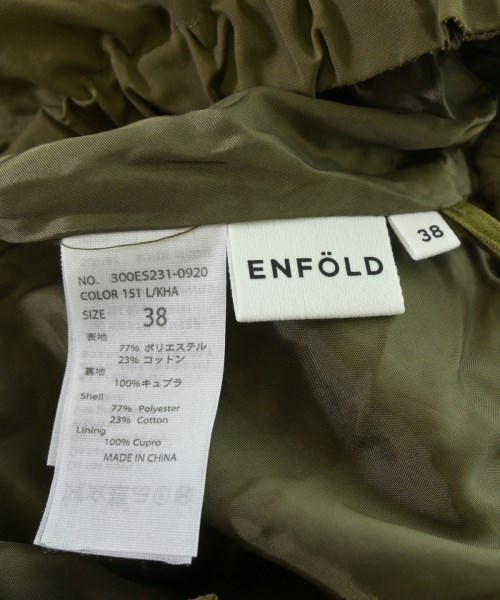 NO. 300ES231-0920
COLOR 151 L/KHA
SIZE 38
表地
77% ポリエステル
23% コットン
裏地
100%キュプラ
Shell
77% Polyester
23% Cotton
Lining
100% Cupro
MADE IN CHINA
ENFÖLD
38